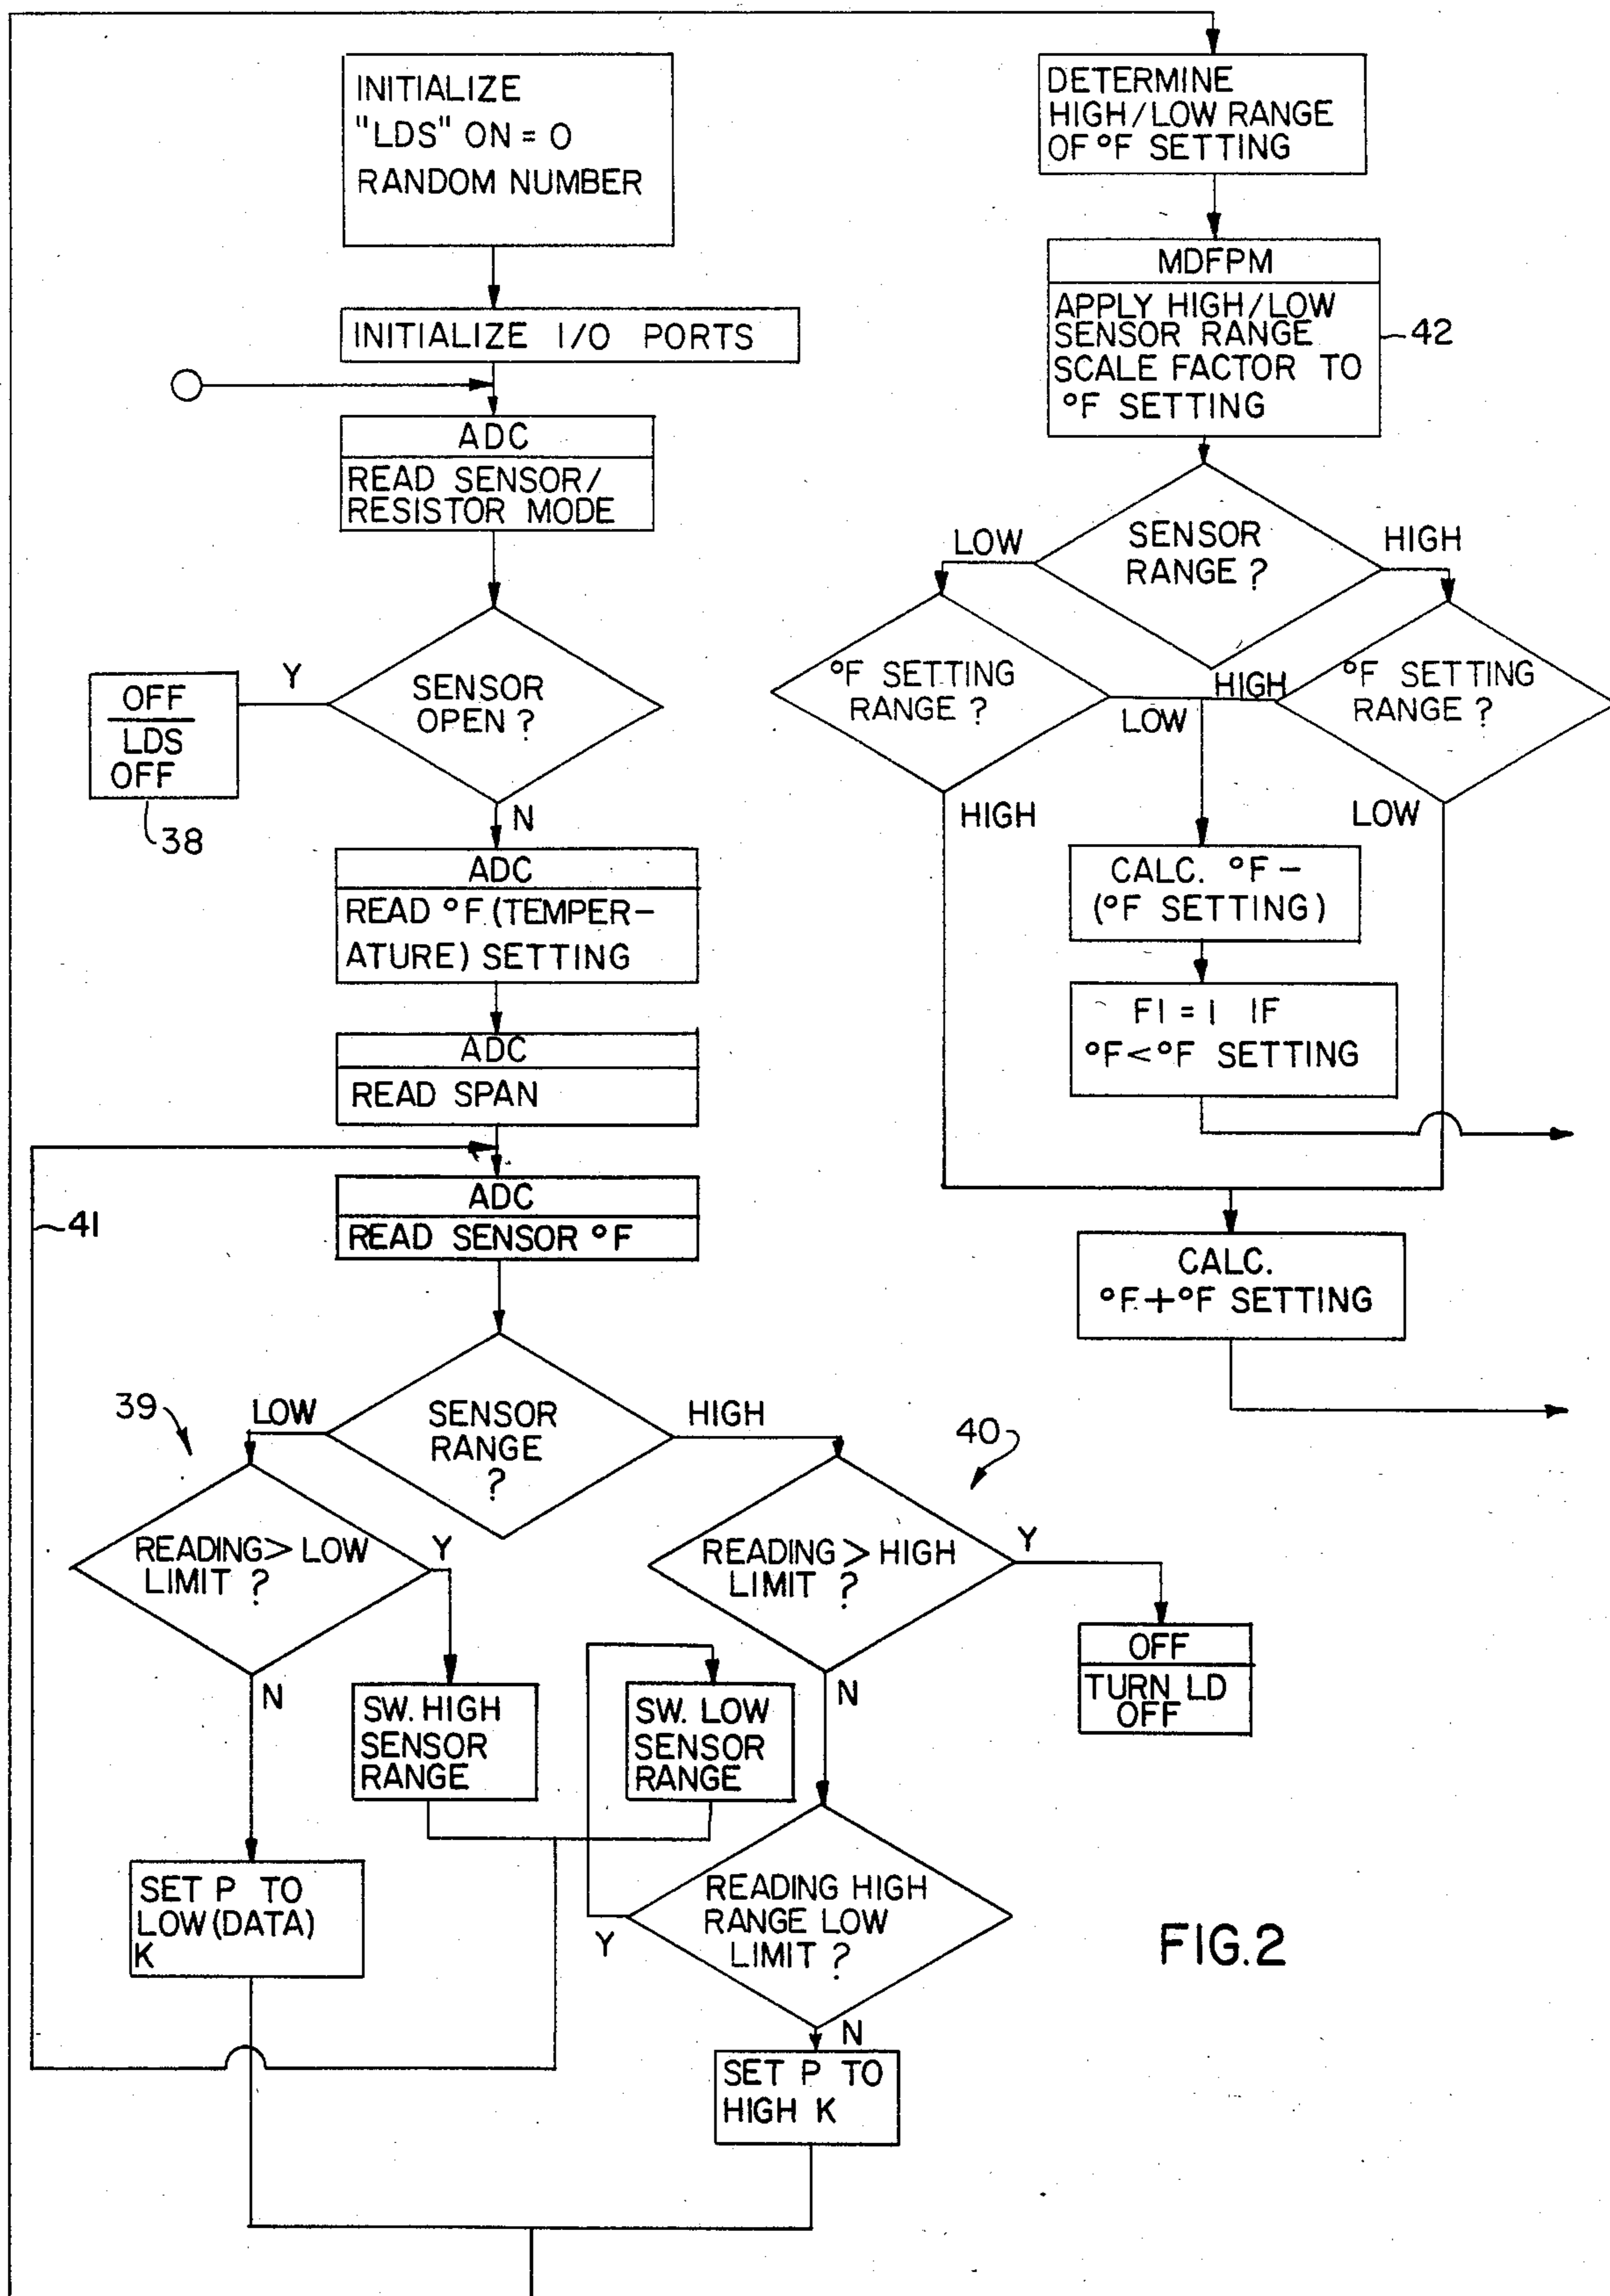 INITIALIZE
"LDS" ON = 0
RANDOM NUMBER
INITIALIZE I/O PORTS
ADC
READ SENSOR/
RESISTOR MODE
SENSOR
OPEN ?
Y
OFF
LDS
OFF
38
N
ADC
READ °F.(TEMPER-
ATURE) SETTING
ADC
READ SPAN
ADC
READ SENSOR °F
41
SENSOR
RANGE
?
LOW
HIGH
39
40
READING > LOW
LIMIT ?
Y
N
SW. HIGH
SENSOR
RANGE
SET P TO
LOW (DATA)
K
READING > HIGH
LIMIT ?
Y
OFF
TURN LD
OFF
N
SW. LOW
SENSOR
RANGE
READING HIGH
RANGE LOW
LIMIT ?
Y
N
SET P TO
HIGH K
DETERMINE
HIGH/LOW RANGE
OF °F SETTING
MDFPM
APPLY HIGH/LOW
SENSOR RANGE
SCALE FACTOR TO
°F SETTING
42
SENSOR
RANGE ?
LOW
HIGH
°F SETTING
RANGE ?
LOW
HIGH
°F SETTING
RANGE ?
HIGH
LOW
CALC. °F –
(°F SETTING)
F1 = 1 IF
°F < °F SETTING
CALC.
°F. + °F SETTING
FIG.2